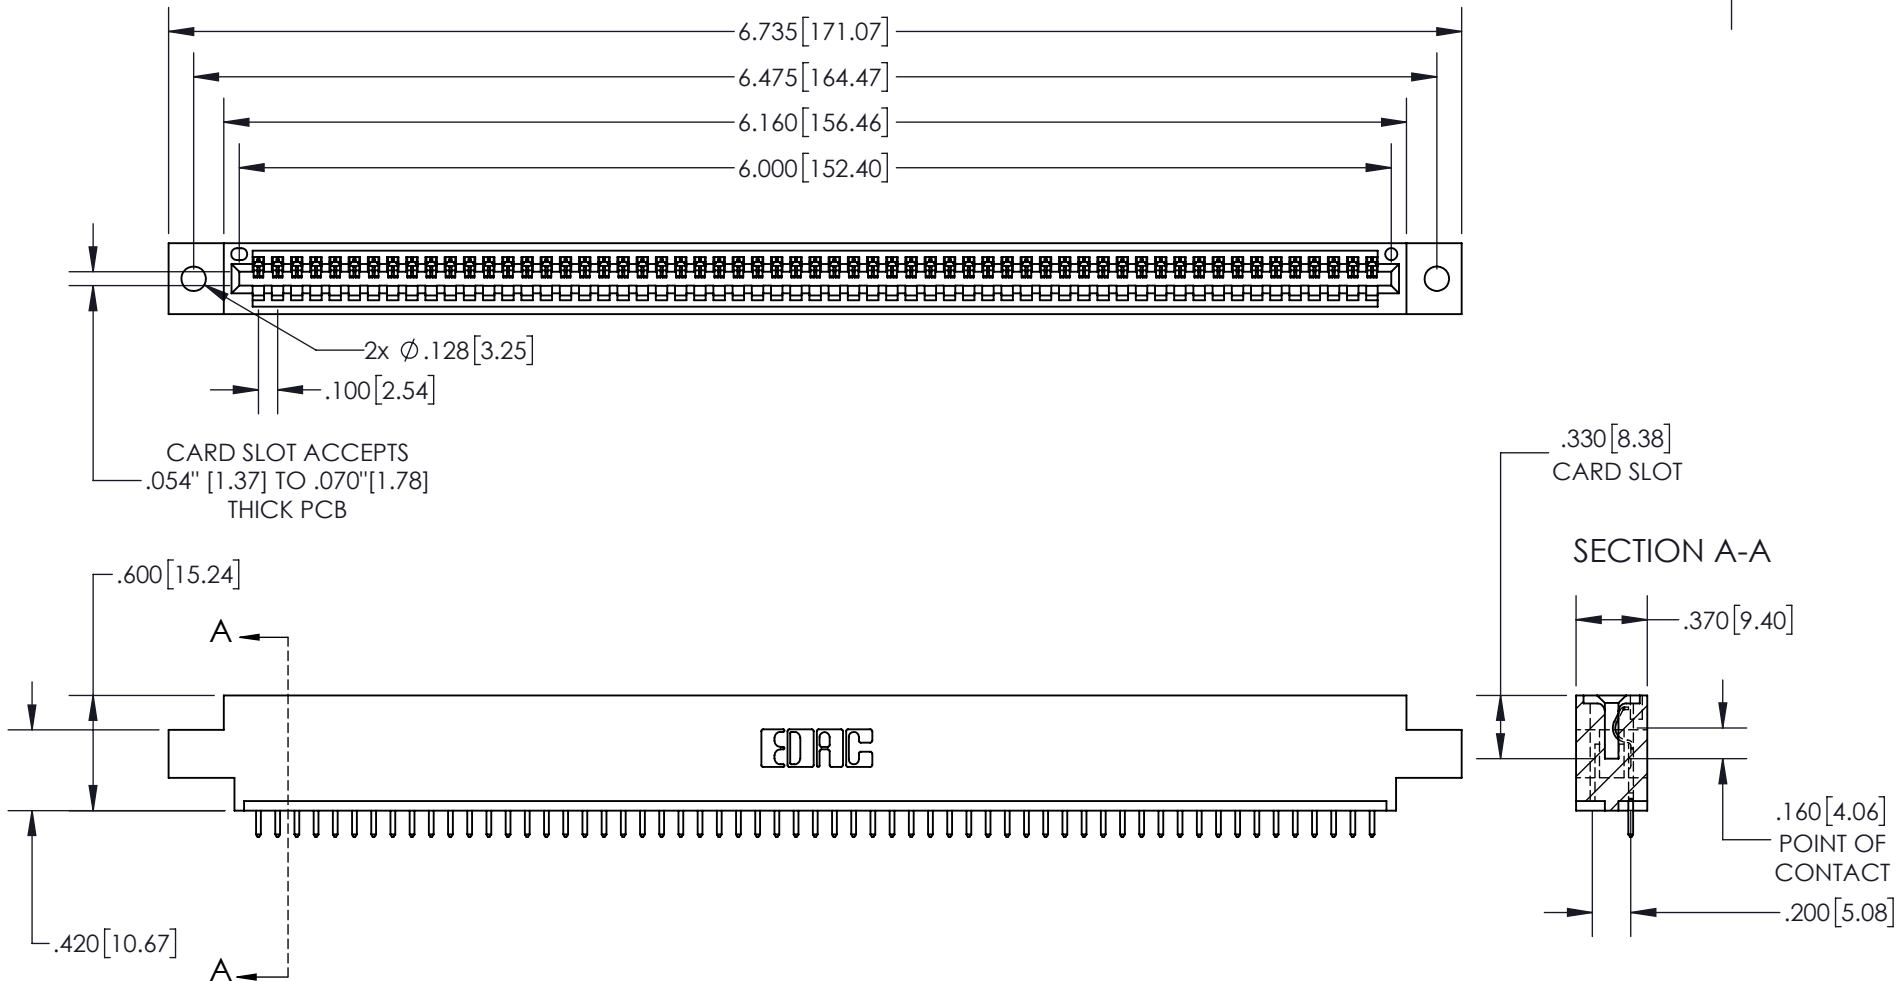 6.735[171.07]
6.475[164.47]
6.160[156.46]
6.000[152.40]
2x Ø.128[3.25]
.100[2.54]
CARD SLOT ACCEPTS
.054" [1.37] TO .070"[1.78]
THICK PCB
.330[8.38]
CARD SLOT
SECTION A-A
.600[15.24]
.370[9.40]
A
EDAC
.160[4.06]
POINT OF
CONTACT
.200[5.08]
.420[10.67]
A